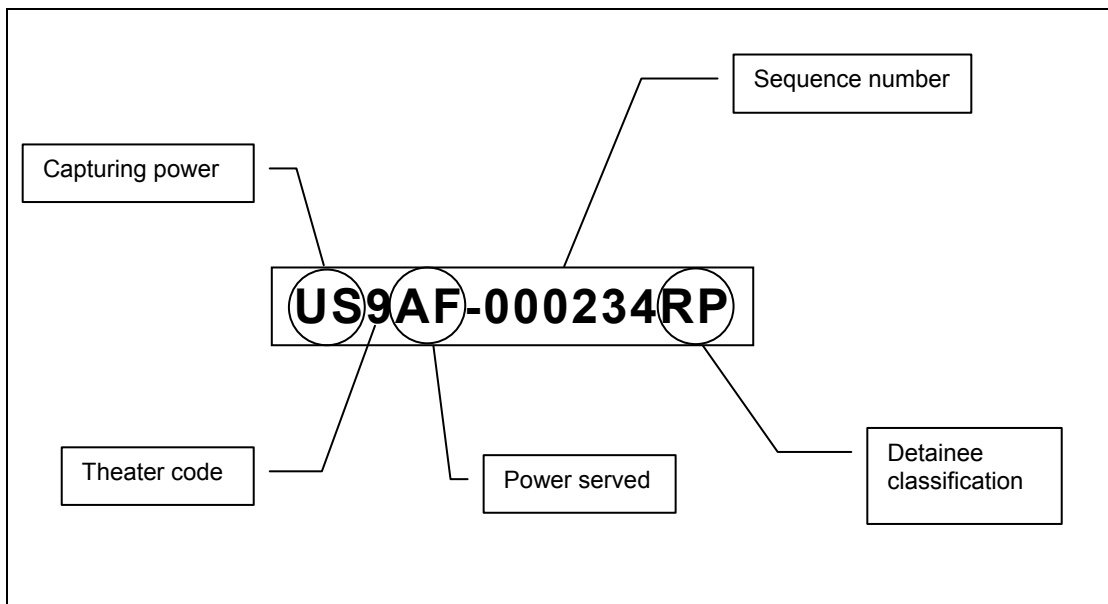 Sequence number
Capturing power
US9AF-000234RP
Theater code
Power served
Detainee
classification